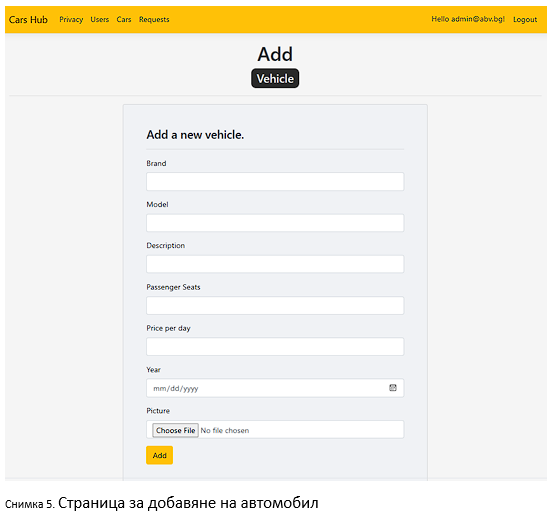 Cars Hub Privacy Users Cars Requests Hello admin@abv.bg! Logout
Add
Vehicle
Add a new vehicle.
Brand
Model
Description
Passenger Seats
Price per day
Year
mm/dd/yyyy
Picture
Choose File No file chosen
Add
Снимка 5. Страница за добавяне на автомобил